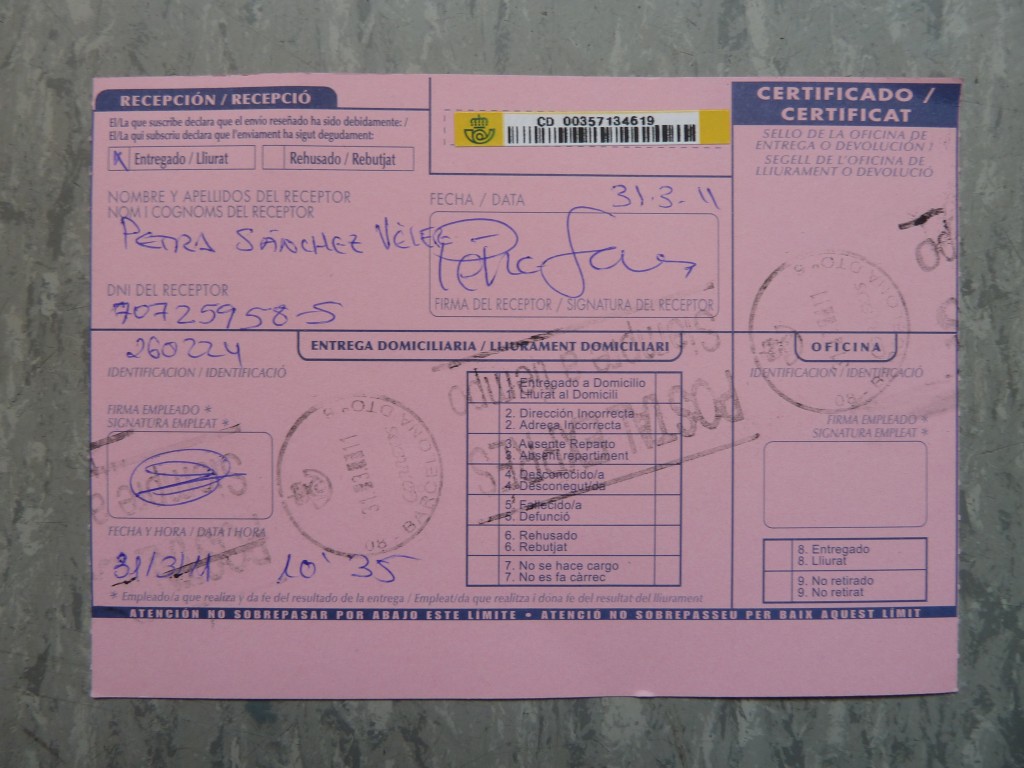 RECEPCIÓN / RECEPCIÓ
El/La que suscribe declara que el envío reseñado ha sido debidamente: /
El/La qui subscriu declara que l'enviament ha sigut degudament:
Entregado / Lliurat
Rehusado / Rebutjat
CD 00357134619
CERTIFICADO /
CERTIFICAT
SELLO DE LA OFICINA DE
ENTREGA O DEVOLUCIÓN /
SEGELL DE L'OFICINA DE
LLIURAMENT O DEVOLUCIÓ
NOMBRE Y APELLIDOS DEL RECEPTOR
NOM I COGNOMS DEL RECEPTOR
PETRA SÁNCHEZ
FECHA / DATA
31-3-11
DNI DEL RECEPTOR
70725958-S
FIRMA DEL RECEPTOR / SIGNATURA DEL RECEPTOR
260224
IDENTIFICACION / IDENTIFICACIÓ
ENTREGA DOMICILIARIA / LLIURAMENT DOMICILIARI
OFICINA
IDENTIFICACIÓN / IDENTIFICACIÓ
FIRMA EMPLEADO *
SIGNATURA EMPLEAT *
1. Entregado a Domicilio
1. Lliurat al Domicili
2. Dirección Incorrecta
2. Adreça Incorrecta
3. Ausente Reparto
3. Absent repartiment
4. Desconocido/a
4. Desconegut/da
5. Fallecido/a
5. Defunció
6. Rehusado
6. Rebutjat
7. No se hace cargo
7. No es fa càrrec
FIRMA EMPLEADO *
SIGNATURA EMPLEAT *
8. Entregado
8. Lliurat
9. No retirado
9. No retirat
FECHA Y HORA / DATA I HORA
31/3/11 10' 35
* Empleado/a que realiza y da fe del resultado de la entrega / Empleat/da que realitza i dona fe del resultat del lliurament
ATENCIÓN NO SOBREPASAR POR ABAJO ESTE LÍMITE • ATENCIÓ NO SOBREPASSEU PER BAIX AQUEST LÍMIT